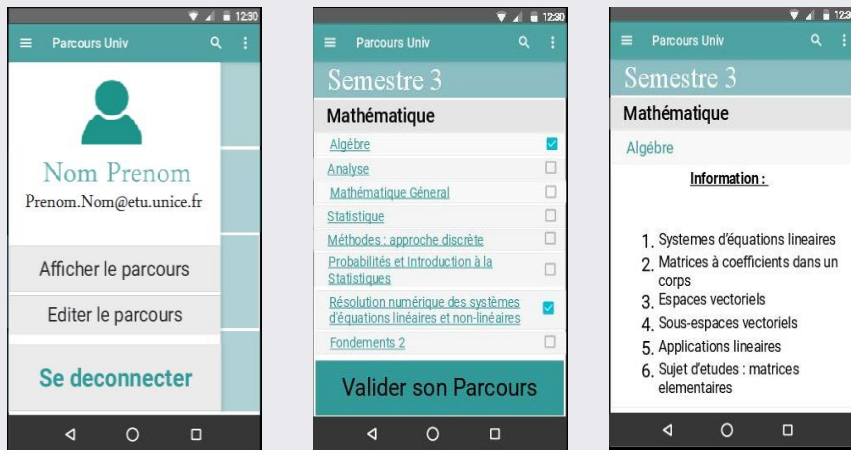 12:30
Parcours Univ
Nom Prenom
Prenom.Nom@etu.unice.fr
Afficher le parcours
Editer le parcours
Se deconnecter
12:30
Parcours Univ
Semestre 3
Mathématique
Algébre
Analyse
Mathématique Géneral
Statistique
Méthodes : approche discrète
Probabilités et Introduction à la
Statistiques
Résolution numérique des systèmes
d'équations linéaires et non-linéaires
Fondements 2
Valider son Parcours
12:30
Parcours Univ
Semestre 3
Mathématique
Algébre
Information :
1. Systemes d'équations lineaires
2. Matrices à coefficients dans un
corps
3. Espaces vectoriels
4. Sous-espaces vectoriels
5. Applications lineaires
6. Sujet d'etudes : matrices
elementaires